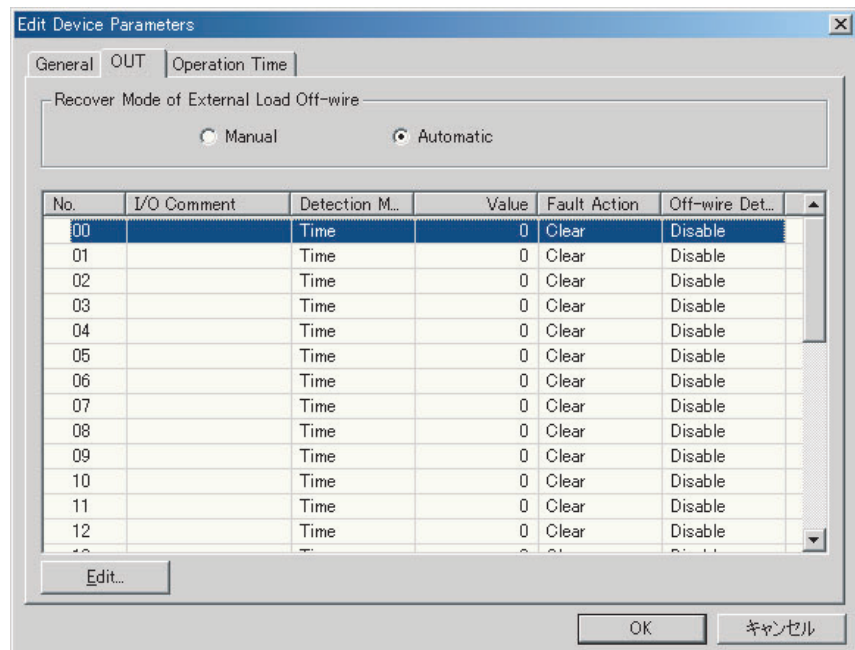 Edit Device Parameters
General OUT Operation Time
Recover Mode of External Load Off-wire
Manual Automatic
No. I/O Comment Detection M... Value Fault Action Off-wire Det...
00 Time 0 Clear Disable
01 Time 0 Clear Disable
02 Time 0 Clear Disable
03 Time 0 Clear Disable
04 Time 0 Clear Disable
05 Time 0 Clear Disable
06 Time 0 Clear Disable
07 Time 0 Clear Disable
08 Time 0 Clear Disable
09 Time 0 Clear Disable
10 Time 0 Clear Disable
11 Time 0 Clear Disable
12 Time 0 Clear Disable
Edit...
OK キャンセル